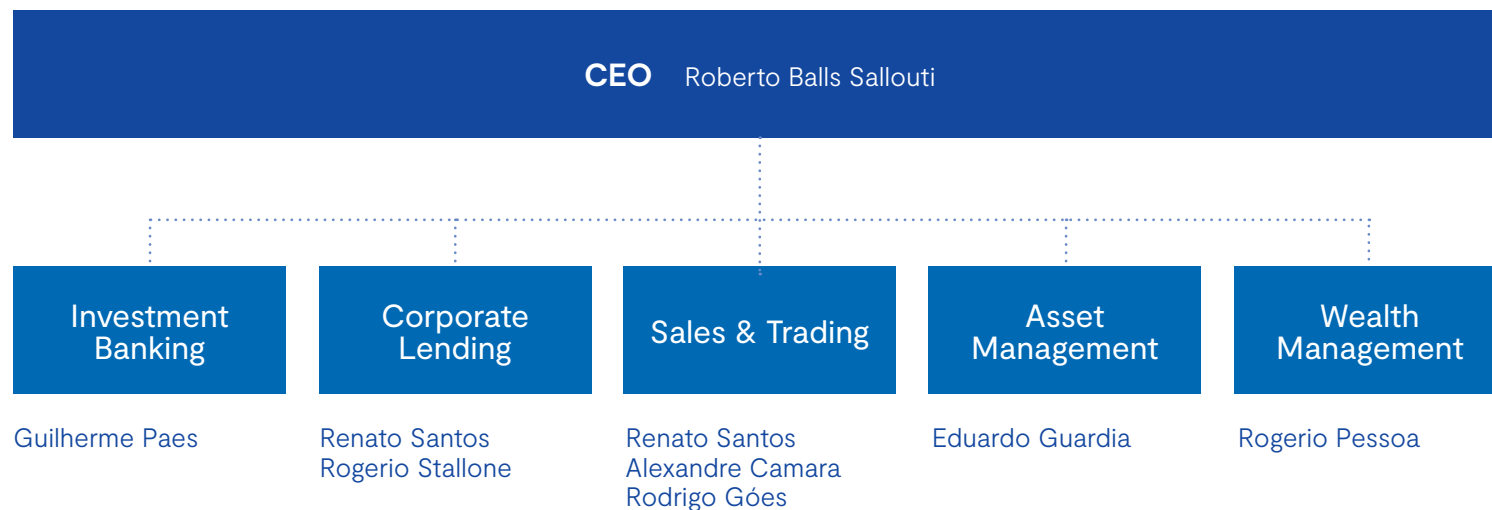 CEO Roberto Balls Sallouti
Investment
Banking
Corporate
Lending
Sales & Trading
Asset
Management
Wealth
Management
Guilherme Paes
Renato Santos
Rogerio Stallone
Renato Santos
Alexandre Camara
Rodrigo Góes
Eduardo Guardia
Rogerio Pessoa